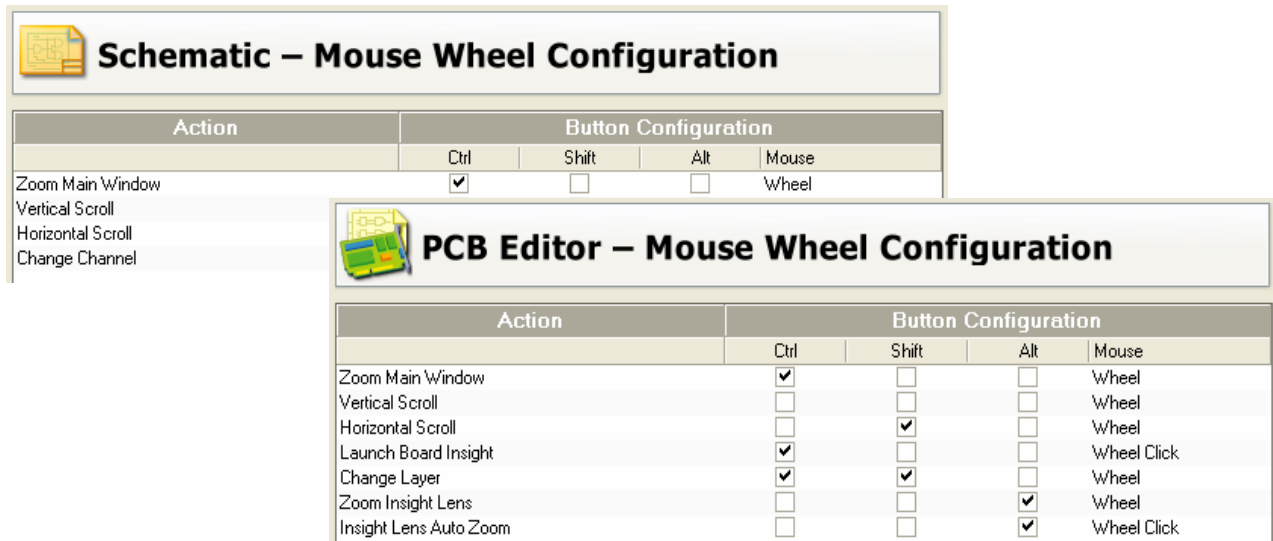 Schematic – Mouse Wheel Configuration
Action Button Configuration
Ctrl Shift Alt Mouse
Zoom Main Window Wheel
Vertical Scroll
Horizontal Scroll
Change Channel
PCB Editor – Mouse Wheel Configuration
Action Button Configuration
Ctrl Shift Alt Mouse
Zoom Main Window Wheel
Vertical Scroll Wheel
Horizontal Scroll Wheel
Launch Board Insight Wheel Click
Change Layer Wheel
Zoom Insight Lens Wheel
Insight Lens Auto Zoom Wheel Click